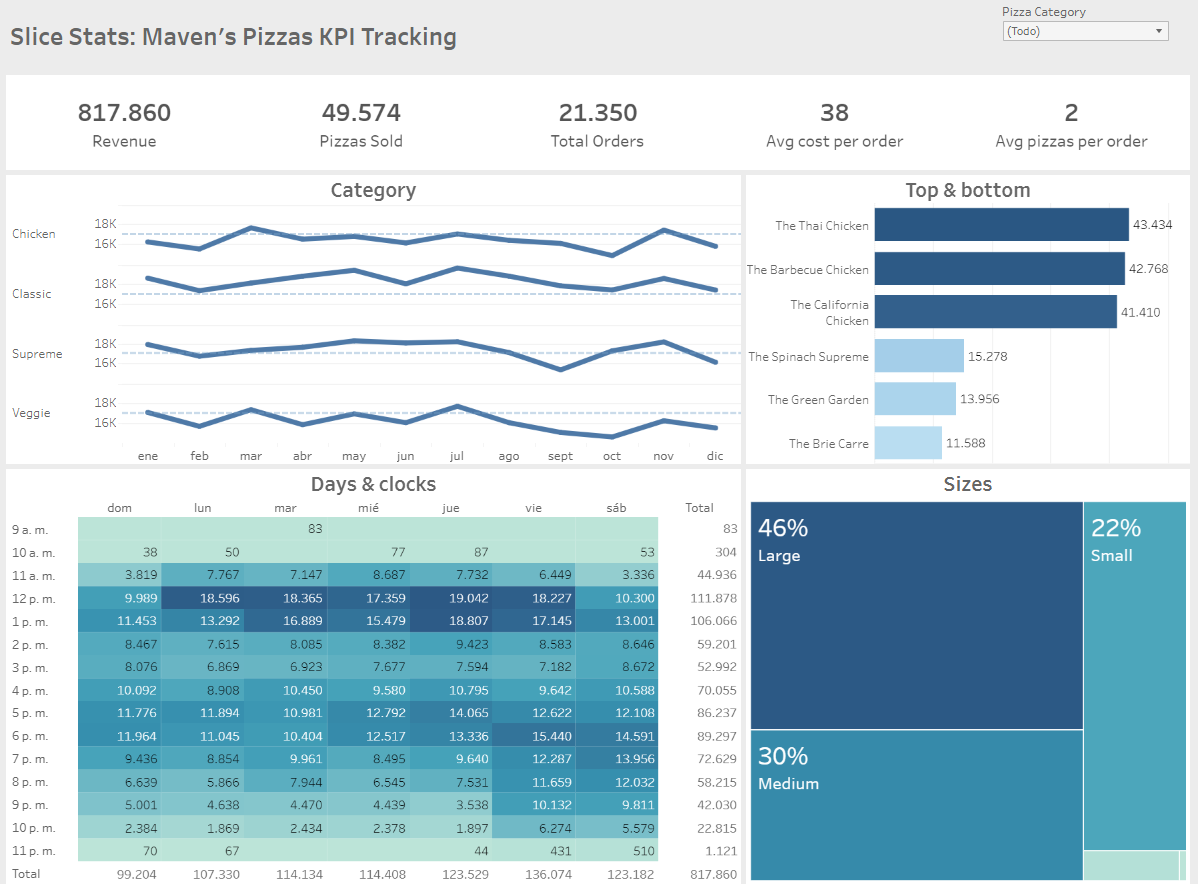 Pizza Category
(Todo)
Slice Stats: Maven's Pizzas KPI Tracking
817.860 49.574 21.350 38 2
Revenue Pizzas Sold Total Orders Avg cost per order Avg pizzas per order
Category
Chicken 18K
16K
Classic 18K
16K
Supreme 18K
16K
Veggie 18K
16K
ene feb mar abr may jun jul ago sept oct nov dic
Top & bottom
The Thai Chicken 43.434
The Barbecue Chicken 42.768
The California
Chicken 41.410
The Spinach Supreme 15.278
The Green Garden 13.956
The Brie Carre 11.588
Days & clocks
dom lun mar mié jue vie sáb Total
9 a. m. 83 83
10 a. m. 38 50 77 87 53 304
11 a. m. 3.819 7.767 7.147 8.687 7.732 6.449 3.336 44.936
12 p. m. 9.989 18.596 18.365 17.359 19.042 18.227 10.300 111.878
1 p. m. 11.453 13.292 16.889 15.479 18.807 17.145 13.001 106.066
2 p. m. 8.467 7.615 8.085 8.382 9.423 8.583 8.646 59.201
3 p. m. 8.076 6.869 6.923 7.677 7.594 7.182 8.672 52.992
4 p. m. 10.092 8.908 10.450 9.580 10.795 9.642 10.588 70.055
5 p. m. 11.776 11.894 10.981 12.792 14.065 12.622 12.108 86.237
6 p. m. 11.964 11.045 10.404 12.517 13.336 15.440 14.591 89.297
7 p. m. 9.436 8.854 9.961 8.495 9.640 12.287 13.956 72.629
8 p. m. 6.639 5.866 7.944 6.545 7.531 11.659 12.032 58.215
9 p. m. 5.001 4.638 4.470 4.439 3.538 10.132 9.811 42.030
10 p. m. 2.384 1.869 2.434 2.378 1.897 6.274 5.579 22.815
11 p. m. 70 67 44 431 510 1.121
Total 99.204 107.330 114.134 114.408 123.529 136.074 123.182 817.860
Sizes
46%
Large
22%
Small
30%
Medium